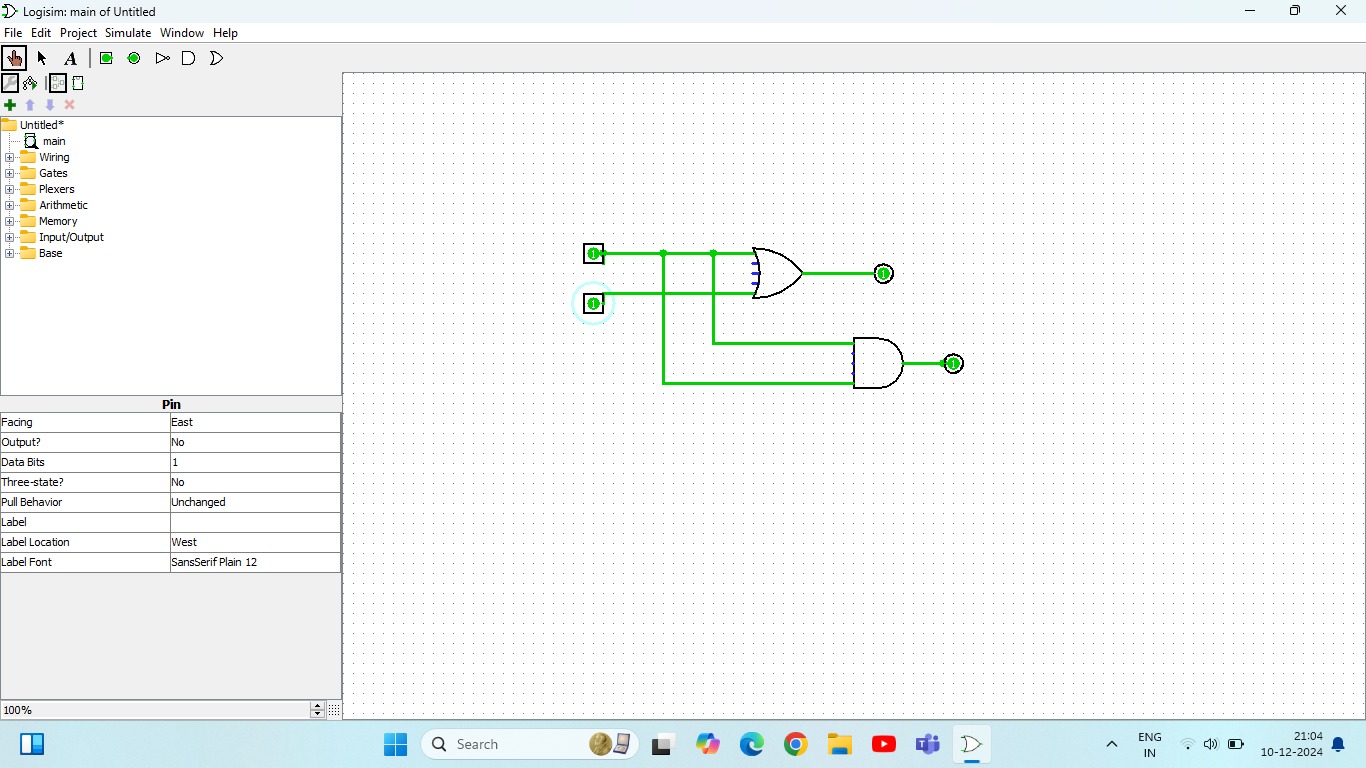 Logisim: main of Untitled
File Edit Project Simulate Window Help
A
Untitled*
main
Wiring
Gates
Plexers
Arithmetic
Memory
Input/Output
Base
Pin
Facing East
Output? No
Data Bits 1
Three-state? No
Pull Behavior Unchanged
Label
Label Location West
Label Font SansSerif Plain 12
100%
1
1
1
1
Search
ENG
IN
21:04
10-12-2024